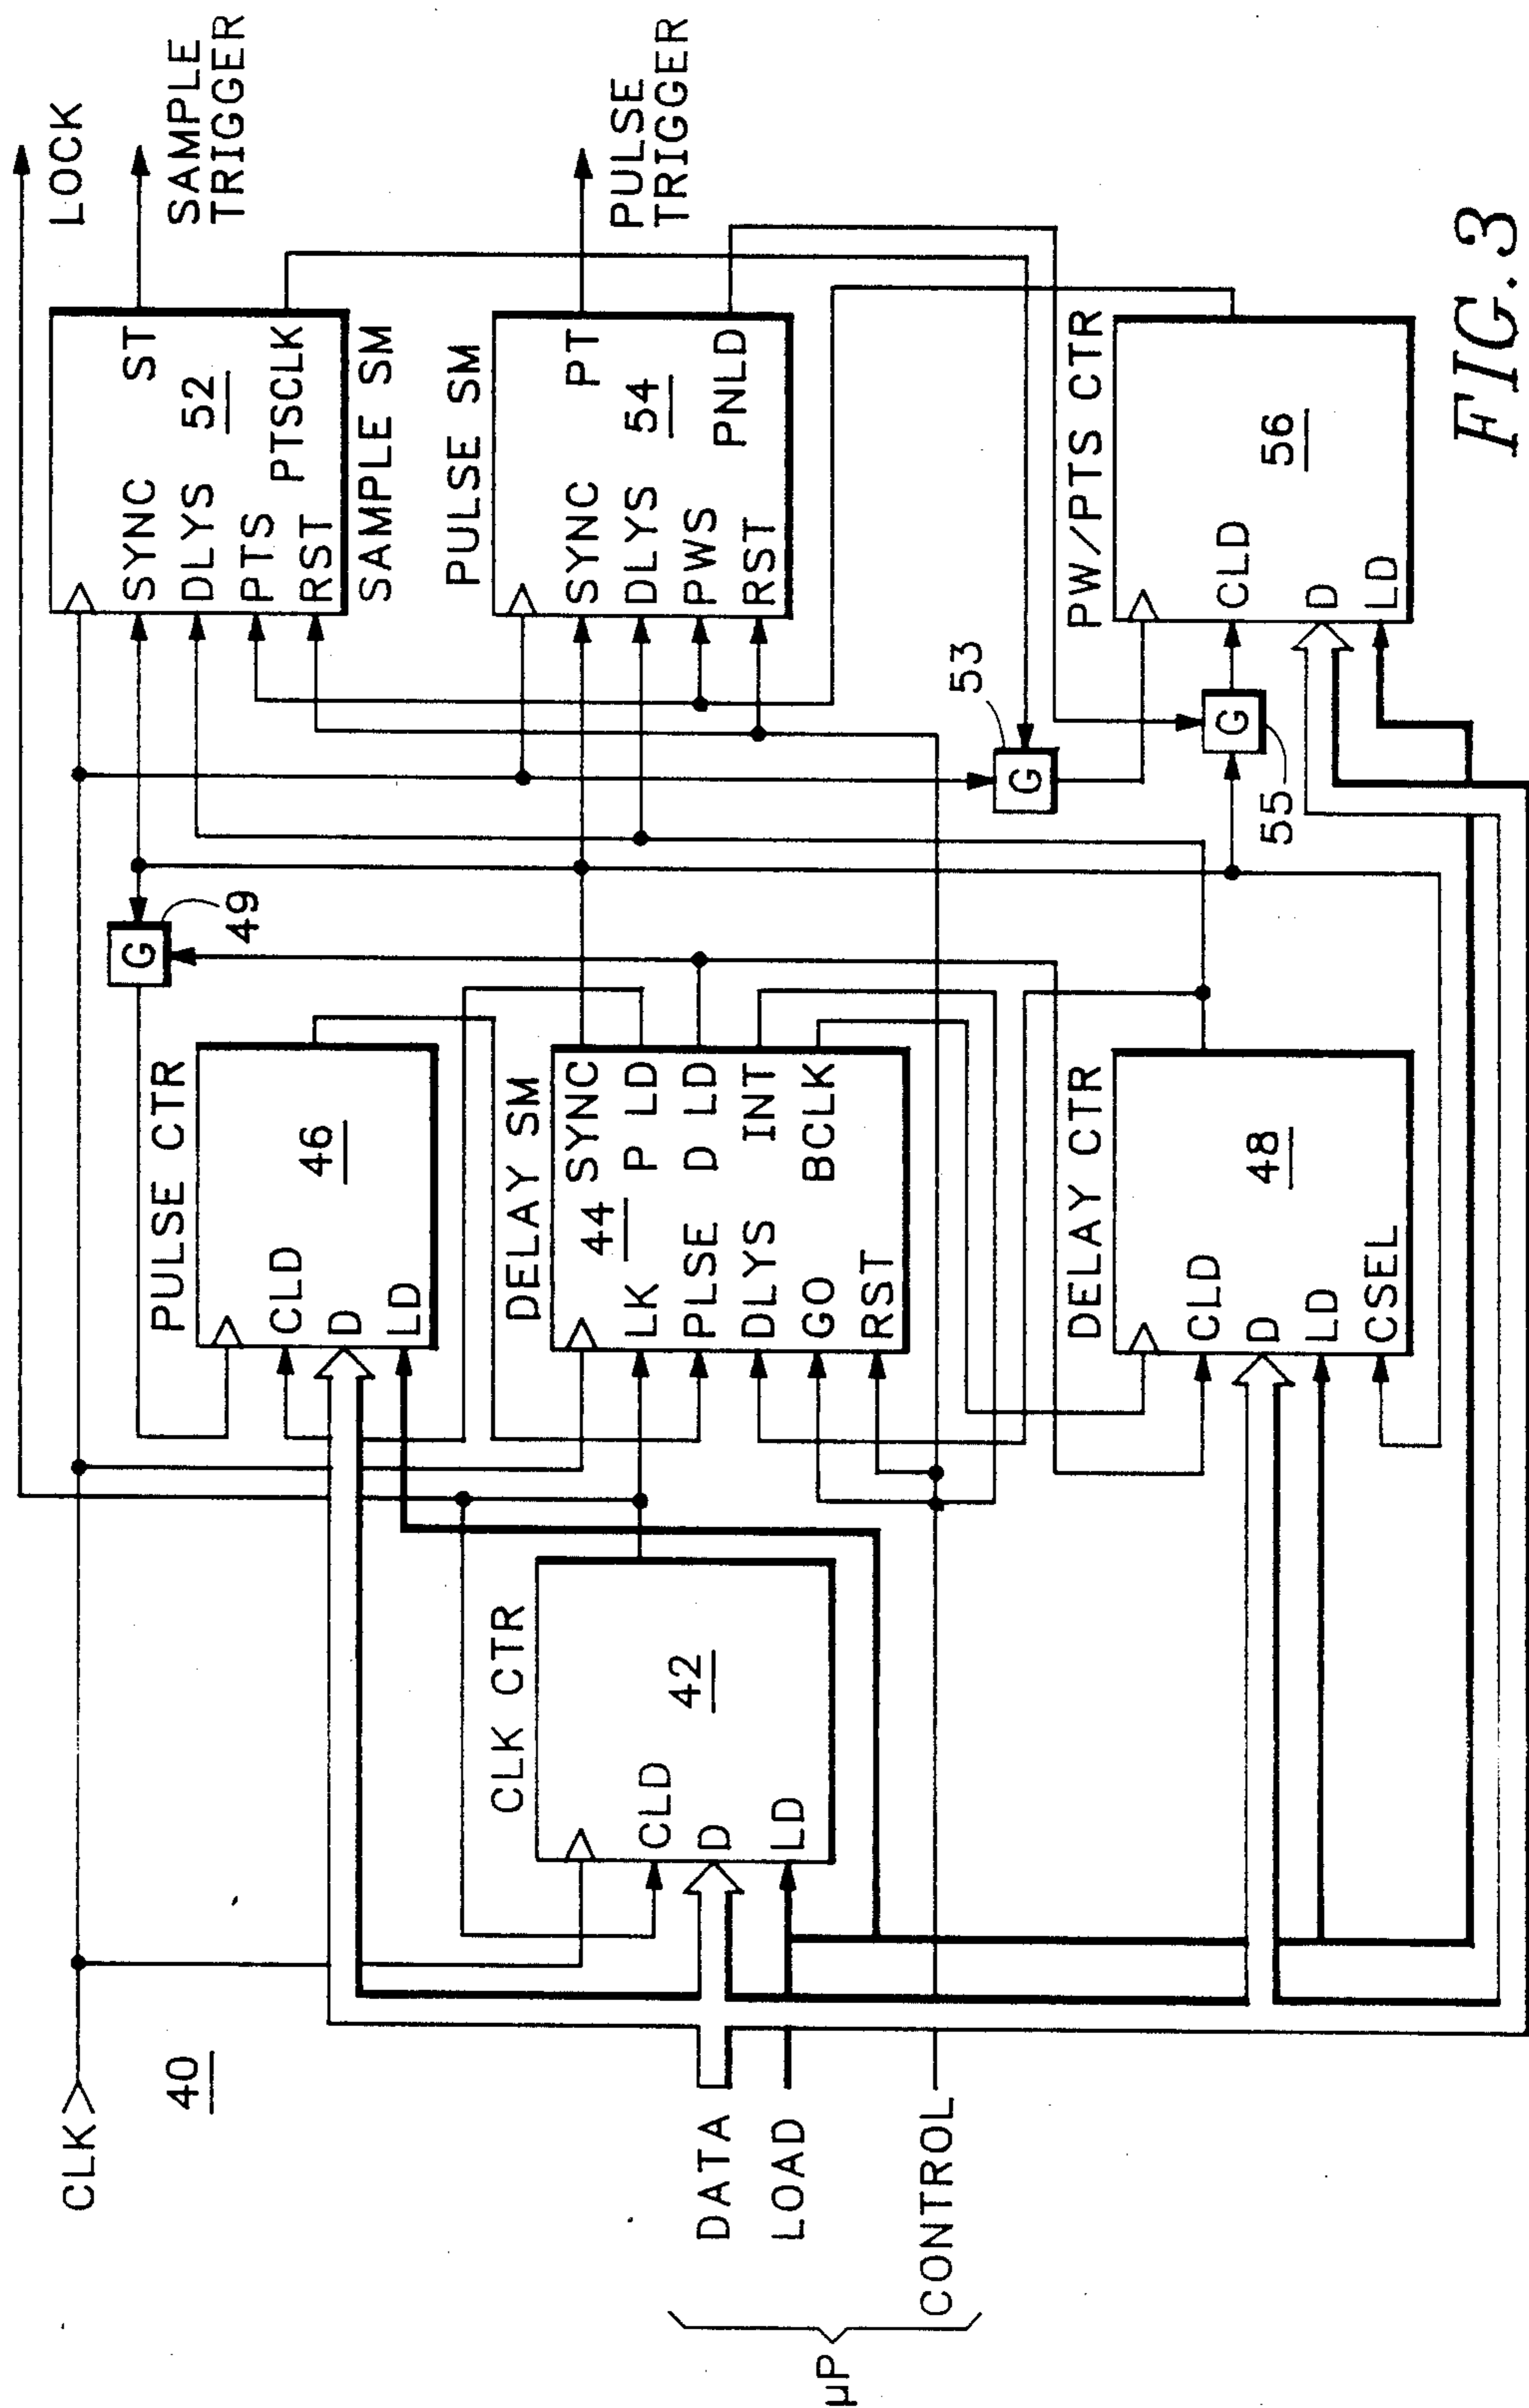 CLK
40
DATA
LOAD
CONTROL
µP
CLK CTR
CLD
D
LD
42
PULSE CTR
CLD
D
LD
46
DELAY SM
LK
PLSE
DLYS
GO
RST
44
SYNC
P LD
D LD
INT
BCLK
DELAY CTR
CLD
D
LD
CSEL
48
G
49
SYNC
DLYS
PTS
RST
ST
52
PTSCLK
SAMPLE SM
PULSE SM
SYNC
DLYS
PWS
RST
PT
54
PNLD
G
53
G
55
PW/PTS CTR
CLD
D
LD
56
LOCK
SAMPLE
TRIGGER
PULSE
TRIGGER
FIG. 3